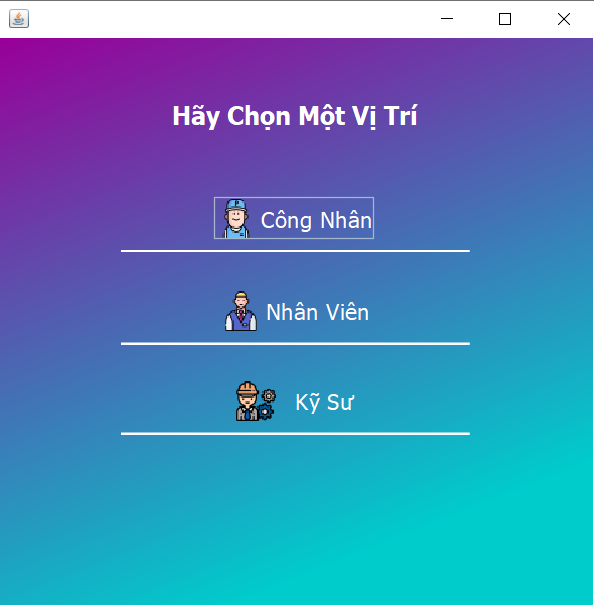 Hãy Chọn Một Vị Trí
Công Nhân
Nhân Viên
Kỹ Sư